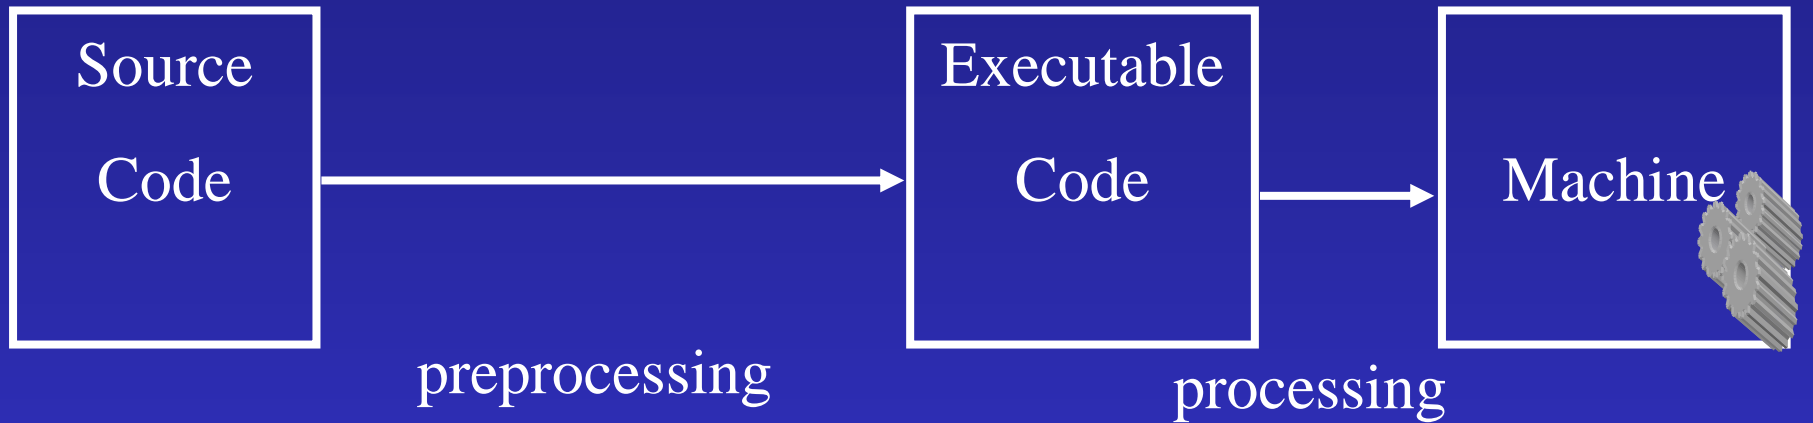 Source
Code
Executable
Code
Machine
preprocessing
processing